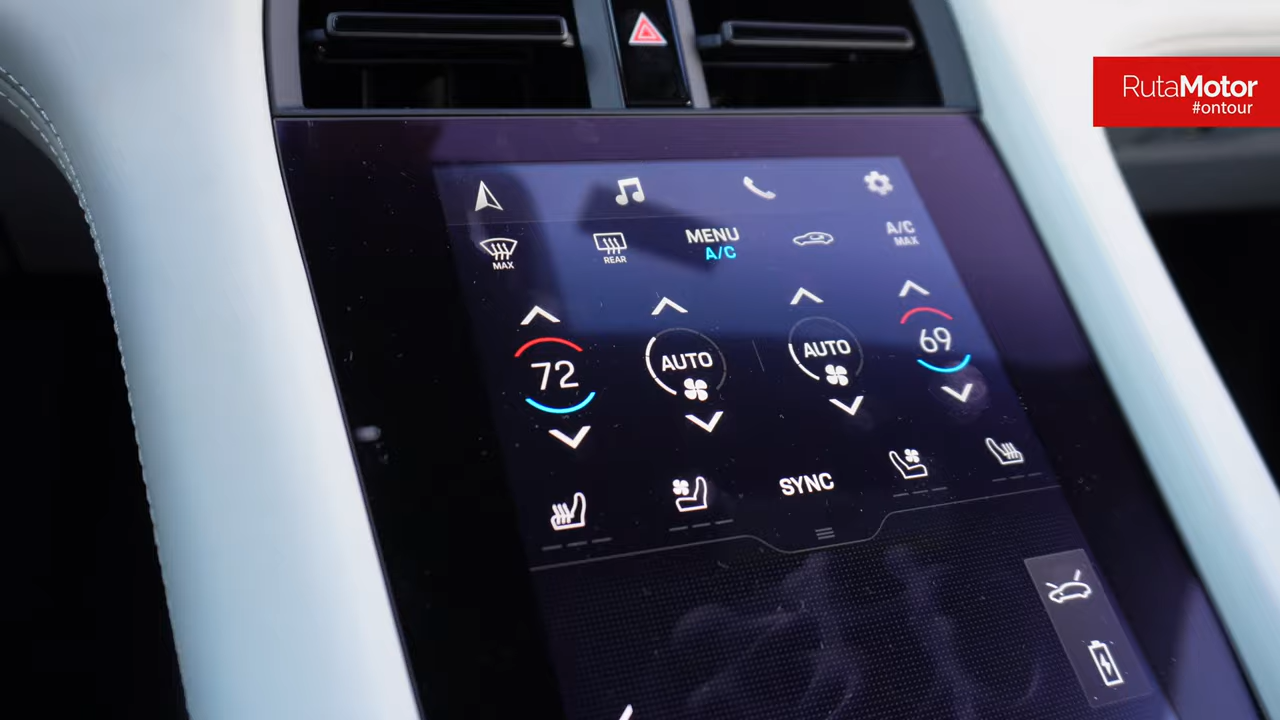 RutaMotor
#ontour
MAX
REAR
MENU
A/C
A/C
MAX
72
AUTO
AUTO
69
SYNC